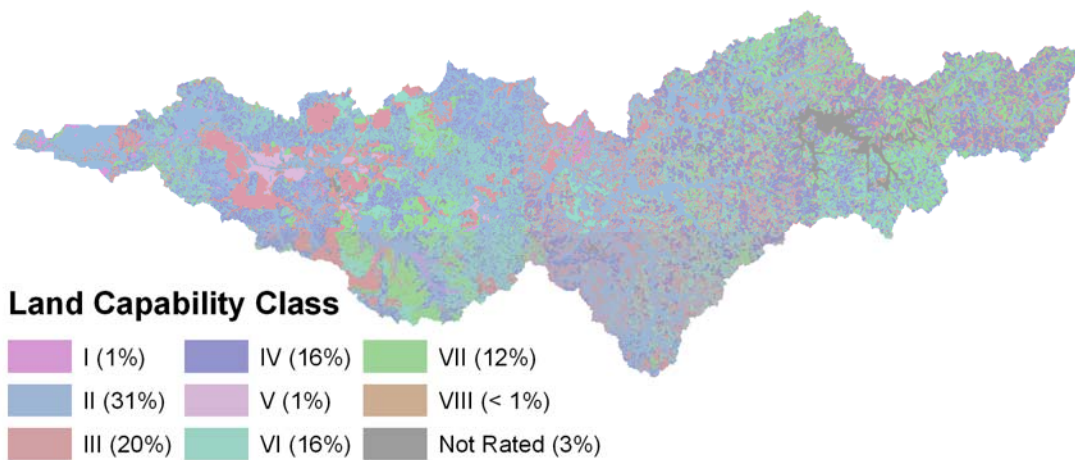 Land Capability Class
I (1%) IV (16%) VII (12%)
II (31%) V (1%) VIII (< 1%)
III (20%) VI (16%) Not Rated (3%)